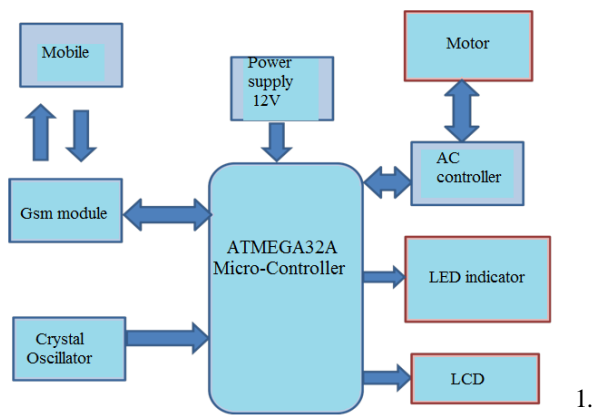 Mobile
Power
supply
12V
Motor
AC
controller
Gsm module
ATMEGA32A
Micro-Controller
LED indicator
Crystal
Oscillator
LCD
1.